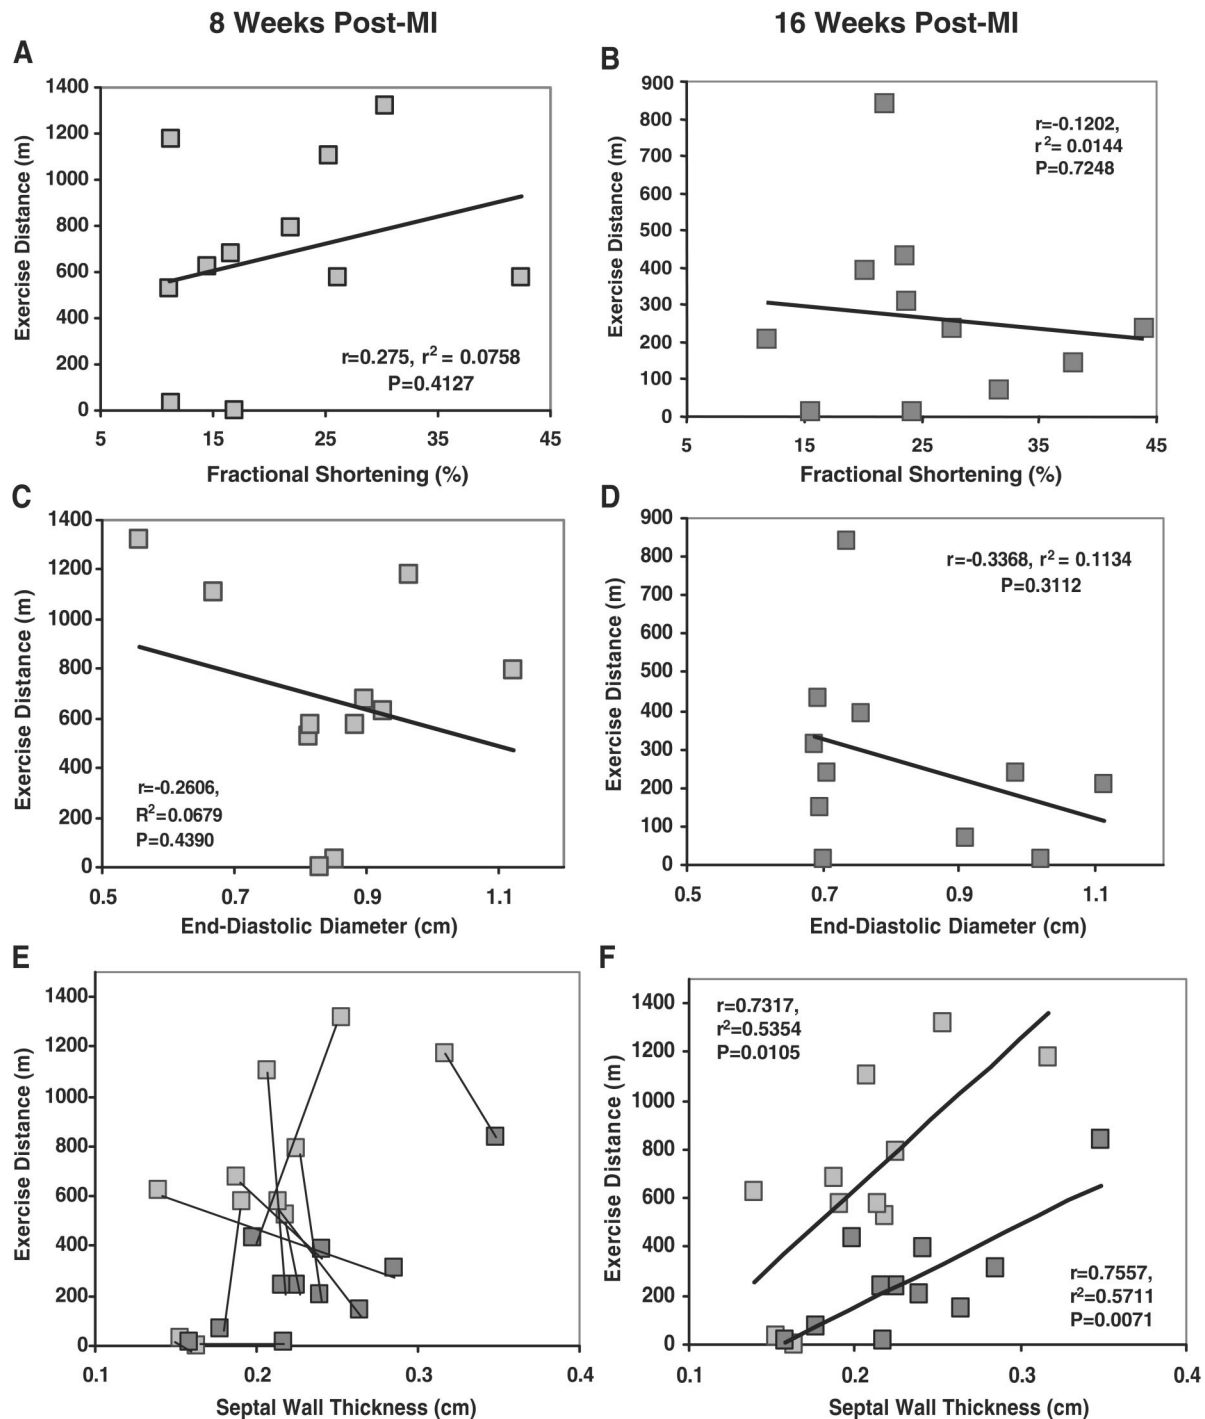 8 Weeks Post-MI
16 Weeks Post-MI
A
1400
1200
1000
800
600
400
200
0
5
15
25
35
45
Exercise Distance (m)
Fractional Shortening (%)
r=0.275, r² = 0.0758
P=0.4127
B
900
800
700
600
500
400
300
200
100
0
5
15
25
35
45
Exercise Distance (m)
Fractional Shortening (%)
r=-0.1202,
r²= 0.0144
P=0.7248
C
1400
1200
1000
800
600
400
200
0
0.5
0.7
0.9
1.1
Exercise Distance (m)
End-Diastolic Diameter (cm)
r=-0.2606,
R²=0.0679
P=0.4390
D
900
800
700
600
500
400
300
200
100
0
0.5
0.7
0.9
1.1
Exercise Distance (m)
End-Diastolic Diameter (cm)
r=-0.3368, r² = 0.1134
P=0.3112
E
1400
1200
1000
800
600
400
200
0
0.1
0.2
0.3
0.4
Exercise Distance (m)
Septal Wall Thickness (cm)
F
1400
1200
1000
800
600
400
200
0
0.1
0.2
0.3
0.4
Exercise Distance (m)
Septal Wall Thickness (cm)
r=0.7317,
r²=0.5354
P=0.0105
r=0.7557,
r²=0.5711
P=0.0071